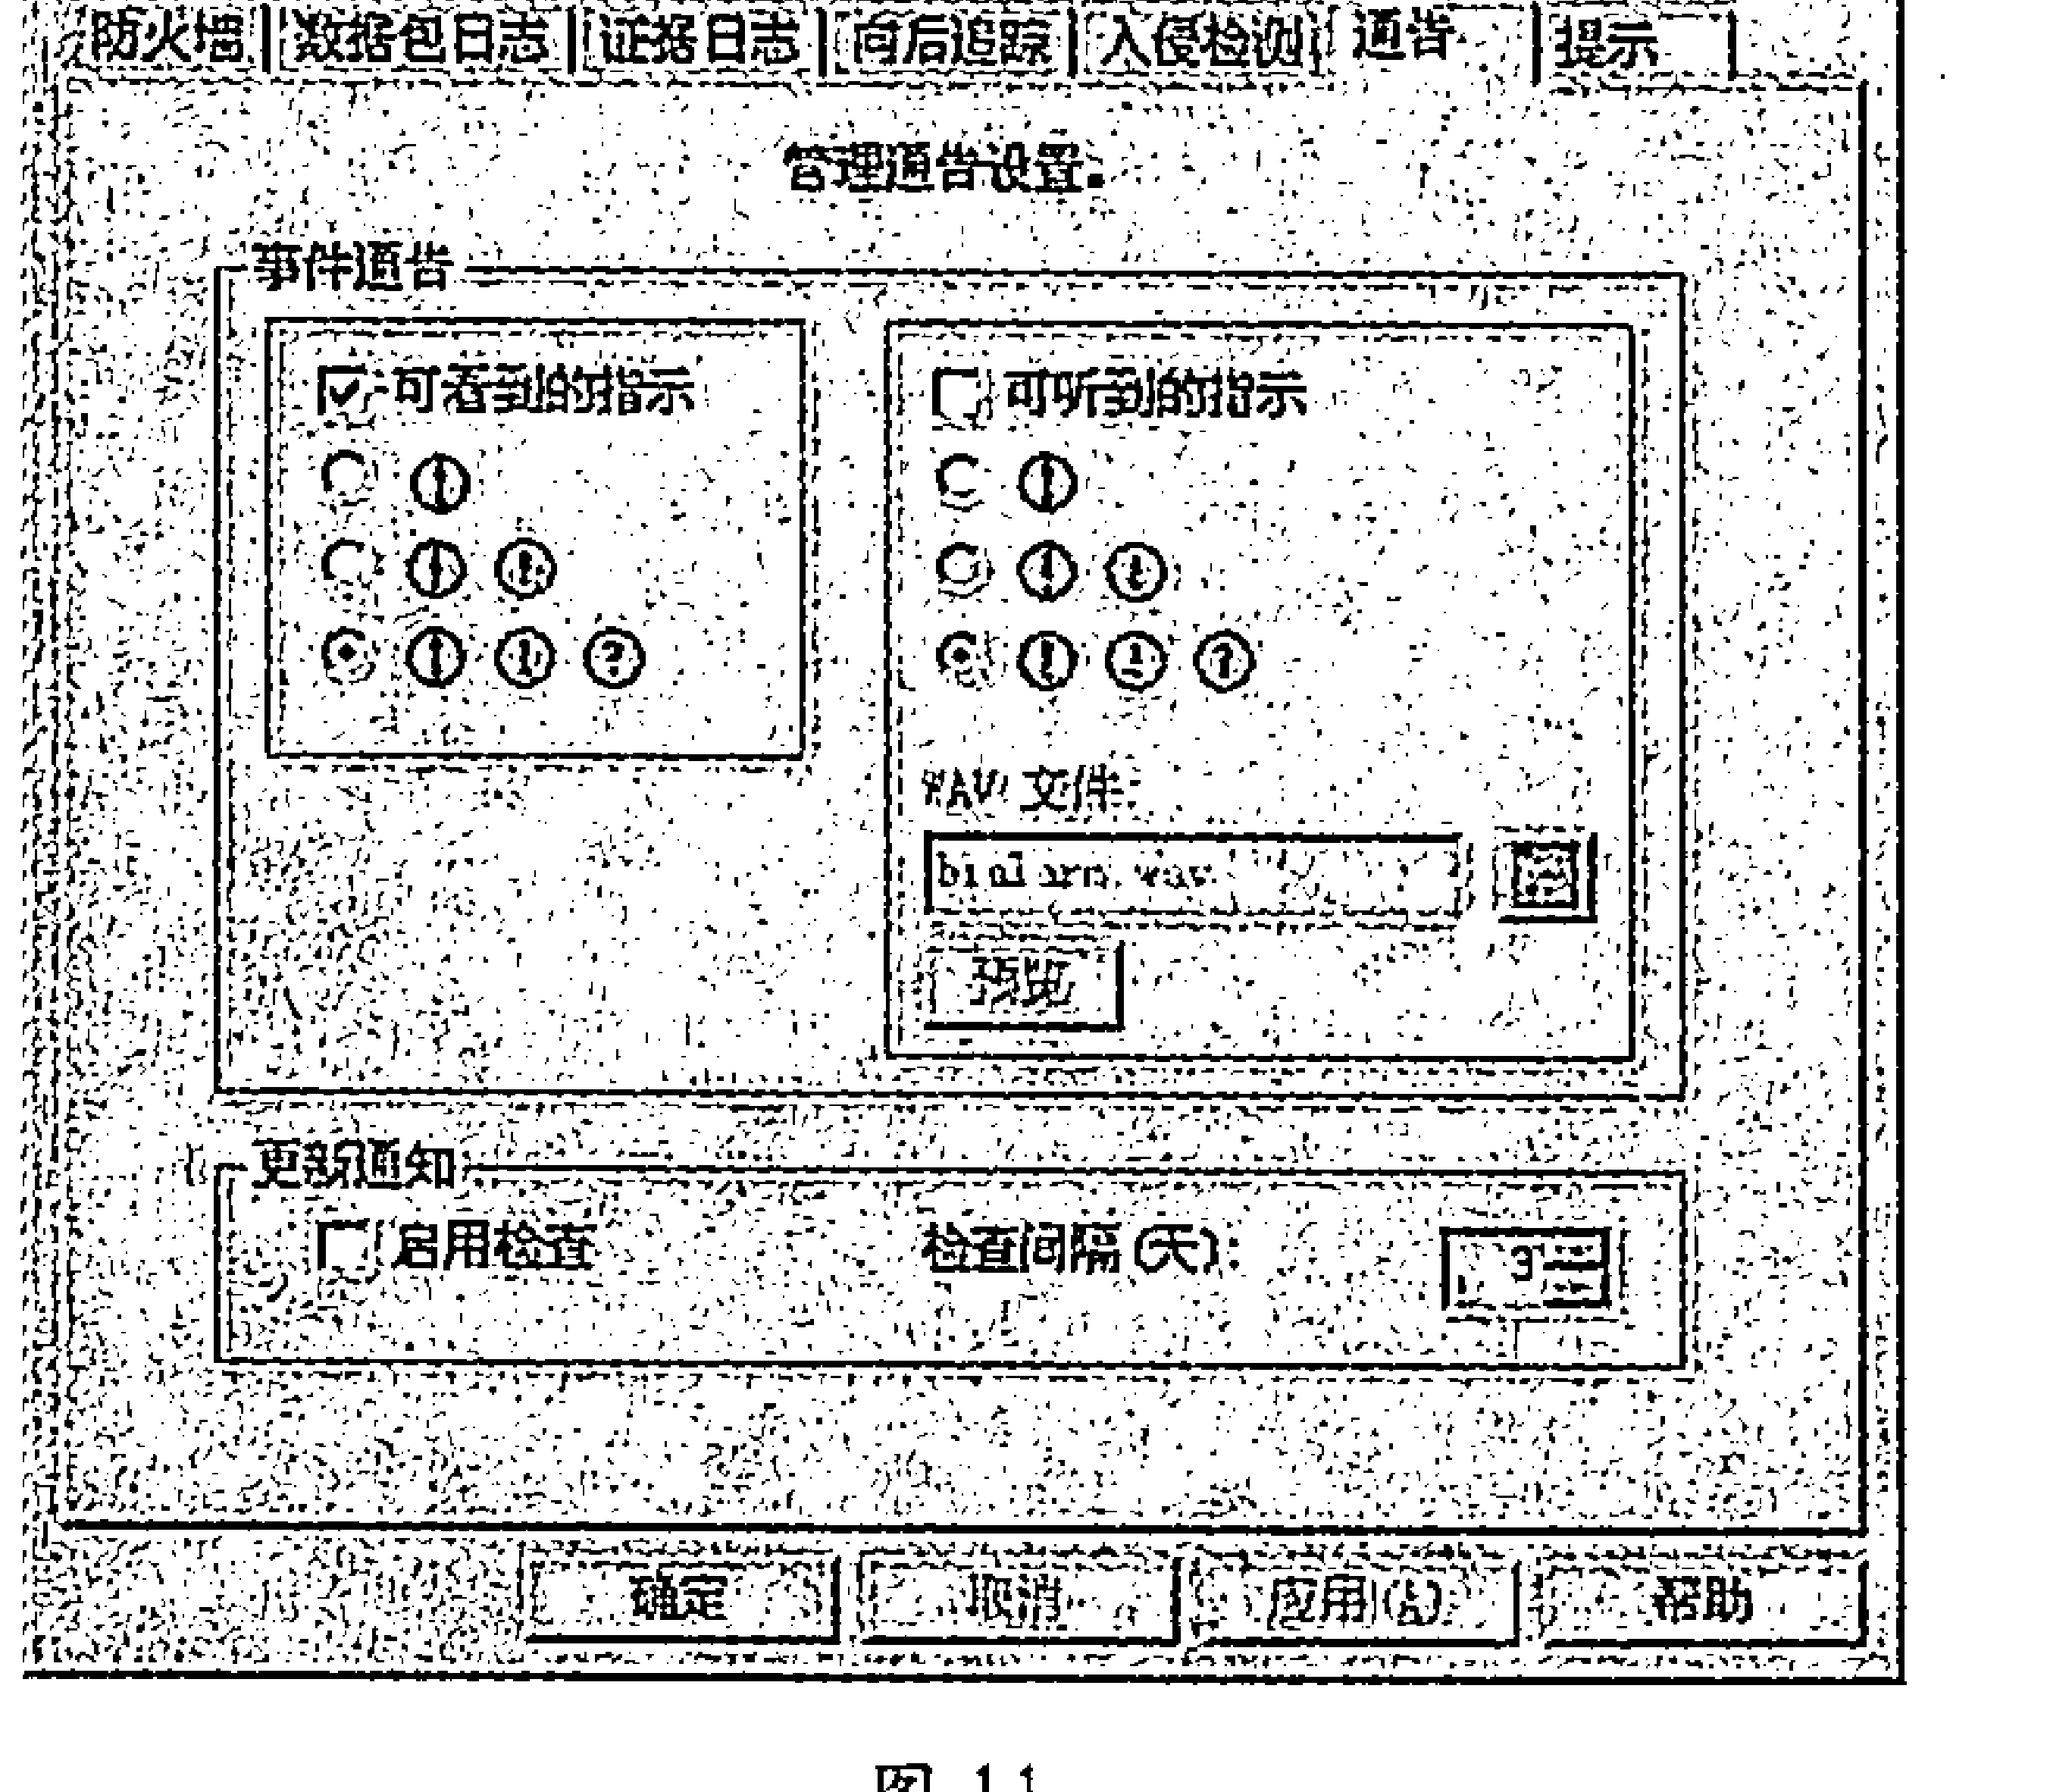 防火墙 数据包日志 证据日志 向后追踪 入侵检测 通告 提示
管理通告设置.
事件通告
可看到的指示 可听到的指示
WAV 文件:
bialarm.wav
预览
更新通知
启用检查 检查间隔(天): 3
确定 取消 应用(A) 帮助
图 11